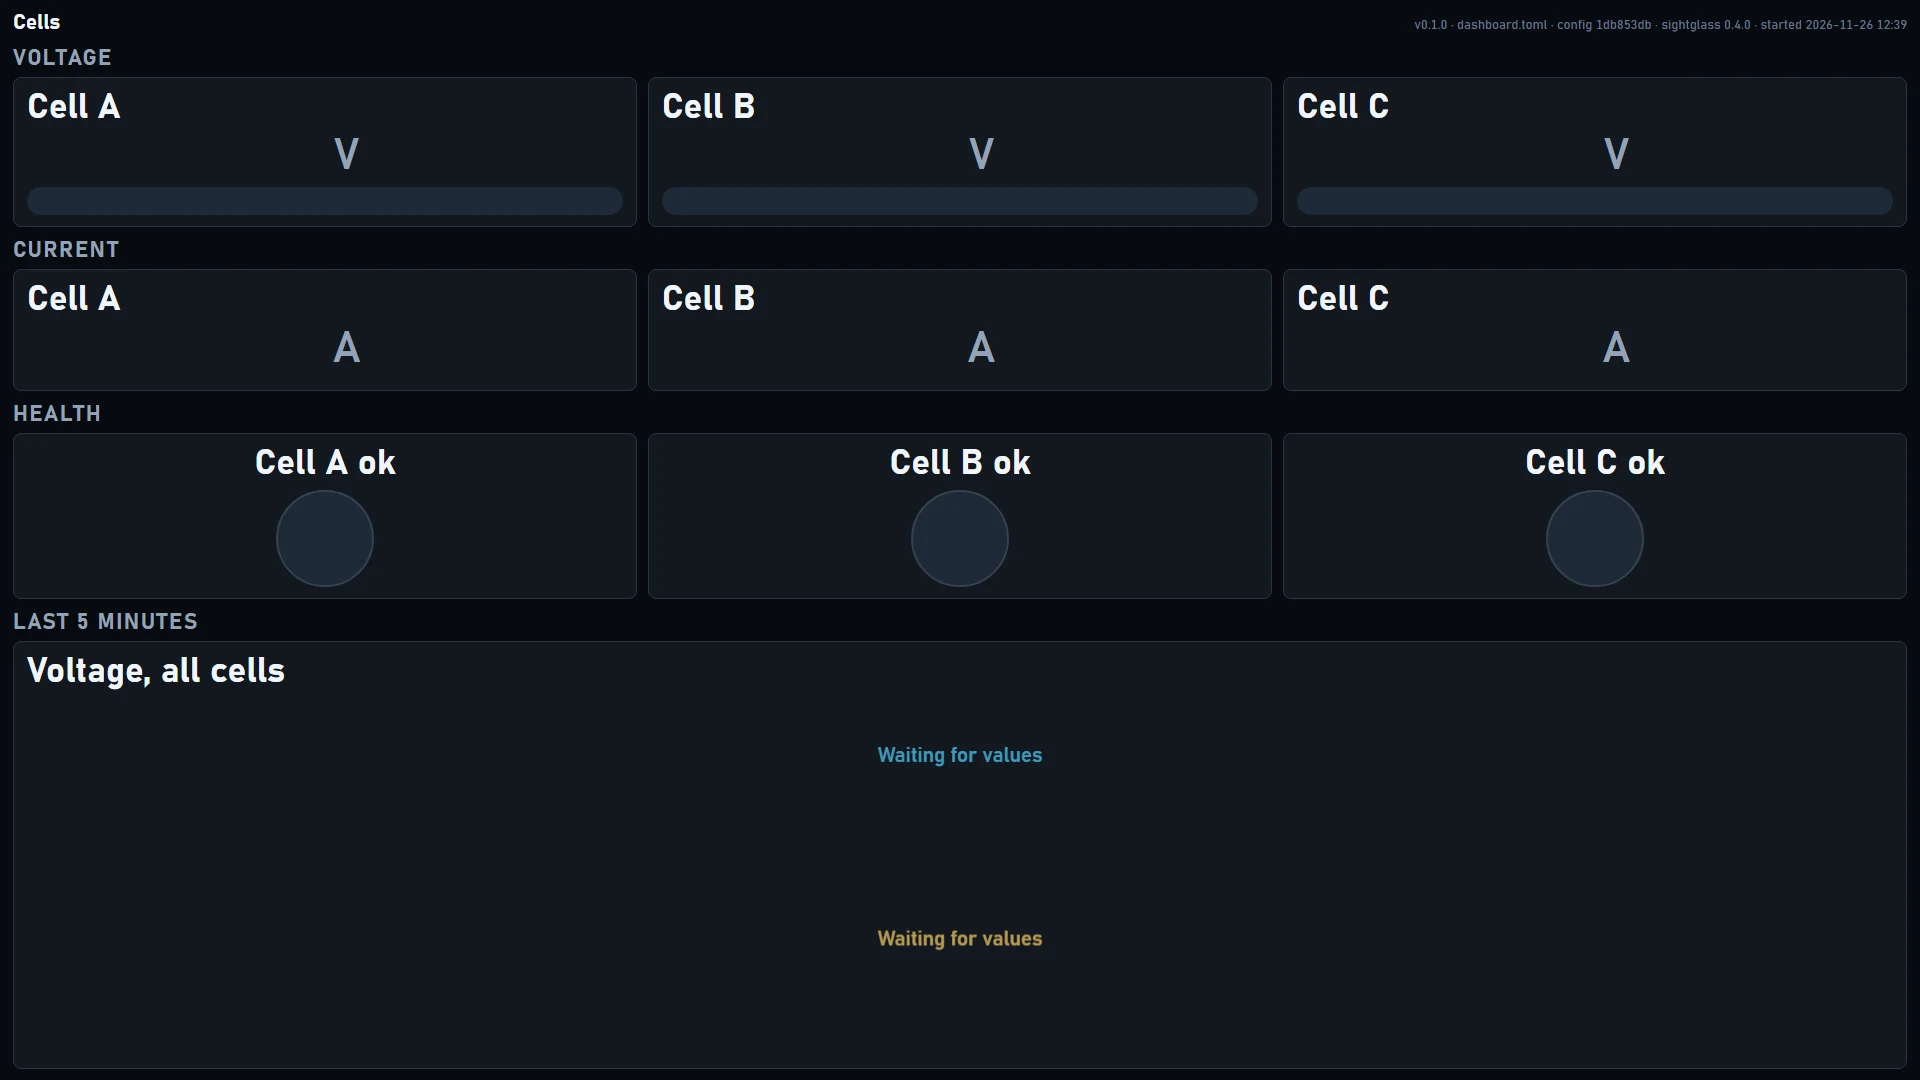 Cells
v0.1.0 · dashboard.toml · config 1db853db · sightglass 0.4.0 · started 2026-11-26 12:39
VOLTAGE
Cell A
Cell B
Cell C
V
V
V
CURRENT
Cell A
Cell B
Cell C
A
A
A
HEALTH
Cell A ok
Cell B ok
Cell C ok
LAST 5 MINUTES
Voltage, all cells
Waiting for values
Waiting for values